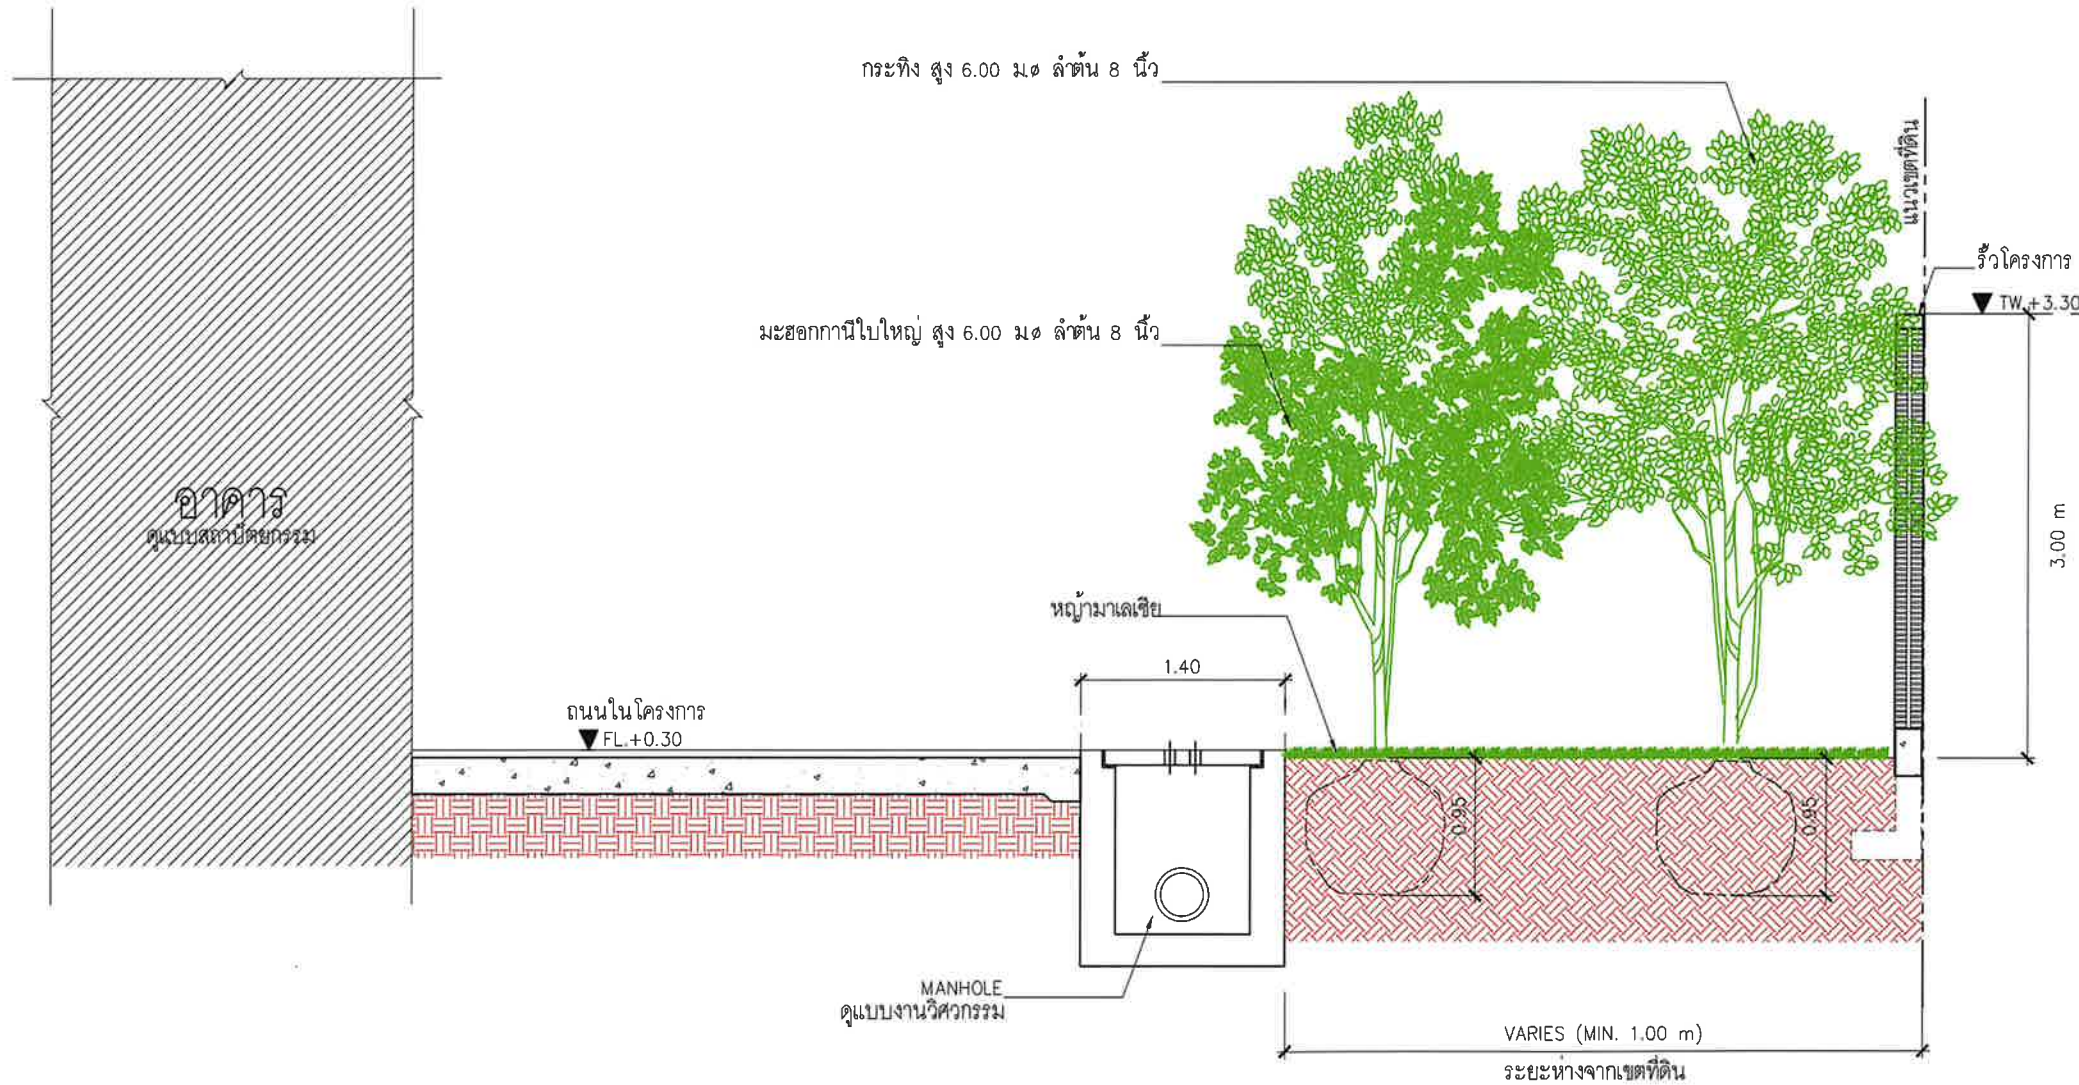 กระทิง สูง 6.00 ม.ø ลำต้น 8 นิ้ว
แนวเขตที่ดิน
รั้วโครงการ
TW.+3.30
มะฮอกกานีใบใหญ่ สูง 6.00 ม.ø ลำต้น 8 นิ้ว
อาคาร
ดูแบบสถาปัตยกรรม
3.00 m
หญ้ามาเลเซีย
1.40
ถนนในโครงการ
FL.+0.30
0.95
0.95
MANHOLE
ดูแบบงานวิศวกรรม
VARIES (MIN. 1.00 m)
ระยะห่างจากเขตที่ดิน